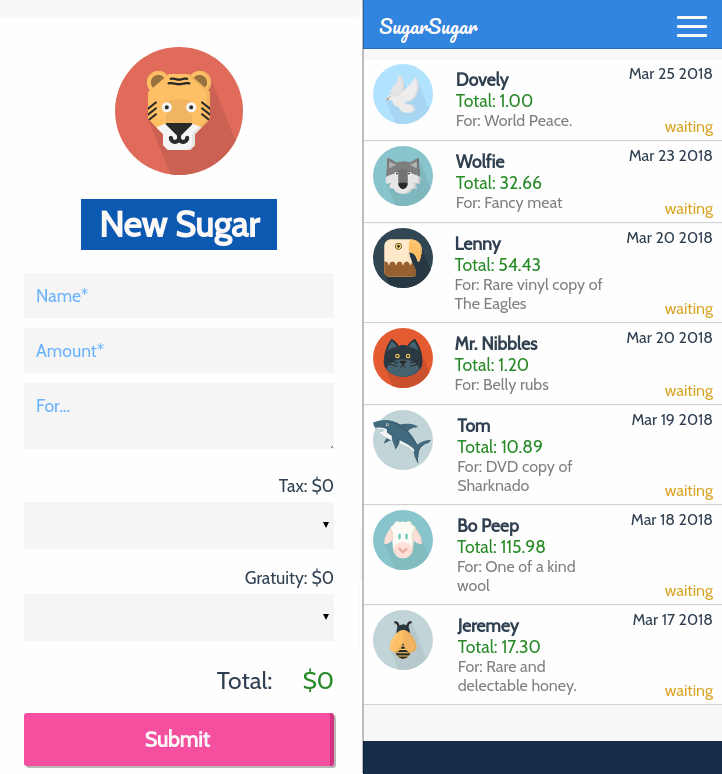 New Sugar
Name*
Amount*
For...
Tax: $0
Gratuity: $0
Total: $0
Submit
SugarSugar
Dovely
Mar 25 2018
Total: 1.00
For: World Peace.
waiting
Wolfie
Mar 23 2018
Total: 32.66
For: Fancy meat
waiting
Lenny
Mar 20 2018
Total: 54.43
For: Rare vinyl copy of
The Eagles
waiting
Mr. Nibbles
Mar 20 2018
Total: 1.20
For: Belly rubs
waiting
Tom
Mar 19 2018
Total: 10.89
For: DVD copy of
Sharknado
waiting
Bo Peep
Mar 18 2018
Total: 115.98
For: One of a kind
wool
waiting
Jeremey
Mar 17 2018
Total: 17.30
For: Rare and
delectable honey.
waiting